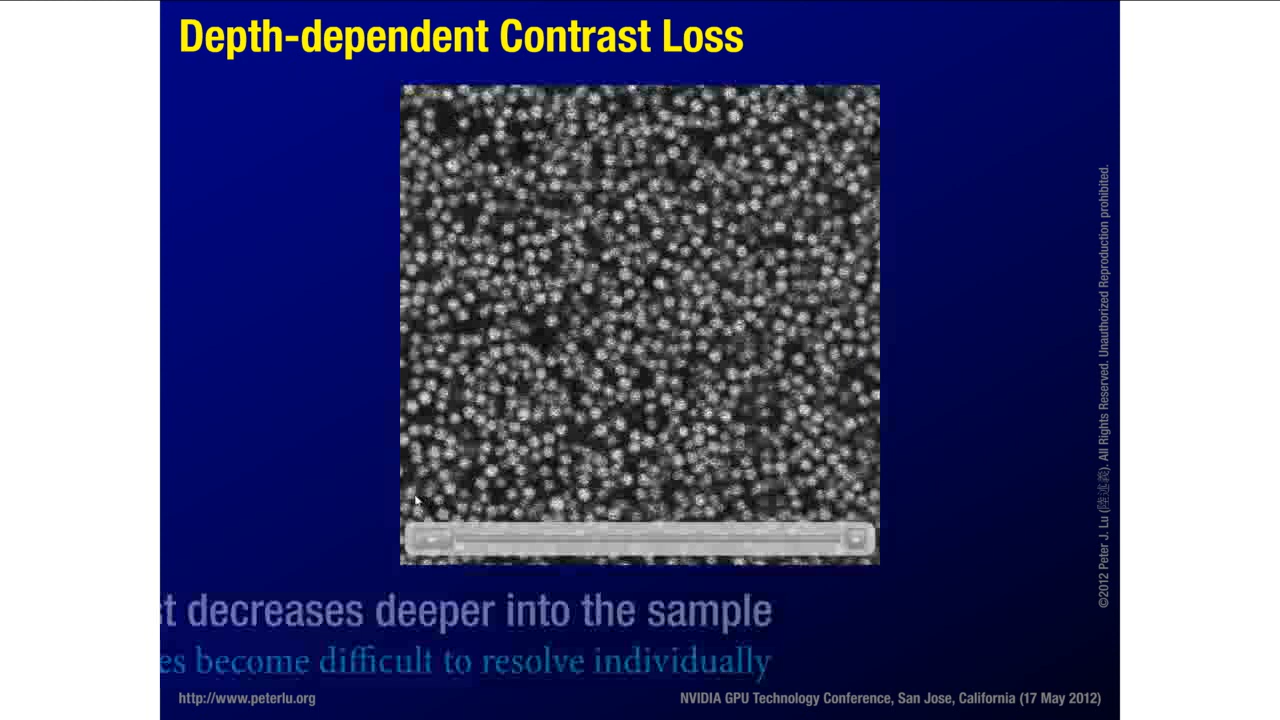 Depth-dependent Contrast Loss
©2012 Peter J. Lu (陸述義). All Rights Reserved. Unauthorized Reproduction prohibited.
decreases deeper into the sample
become difficult to resolve individually
http://www.peterlu.org
NVIDIA GPU Technology Conference, San Jose, California (17 May 2012)